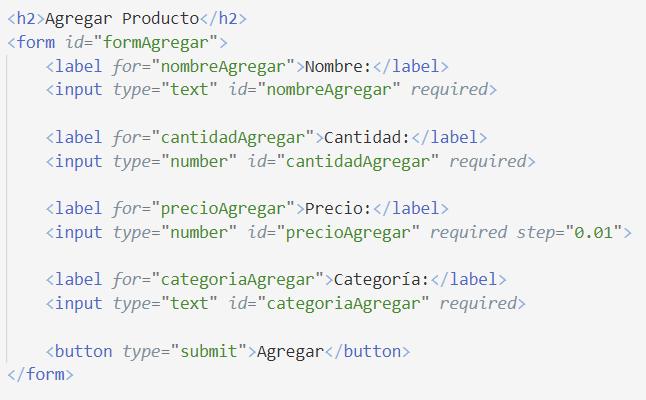 <h2>Agregar Producto</h2>
<form id="formAgregar">
<label for="nombreAgregar">Nombre:</label>
<input type="text" id="nombreAgregar" required>
<label for="cantidadAgregar">Cantidad:</label>
<input type="number" id="cantidadAgregar" required>
<label for="precioAgregar">Precio:</label>
<input type="number" id="precioAgregar" required step="0.01">
<label for="categoriaAgregar">Categoría:</label>
<input type="text" id="categoriaAgregar" required>
<button type="submit">Agregar</button>
</form>